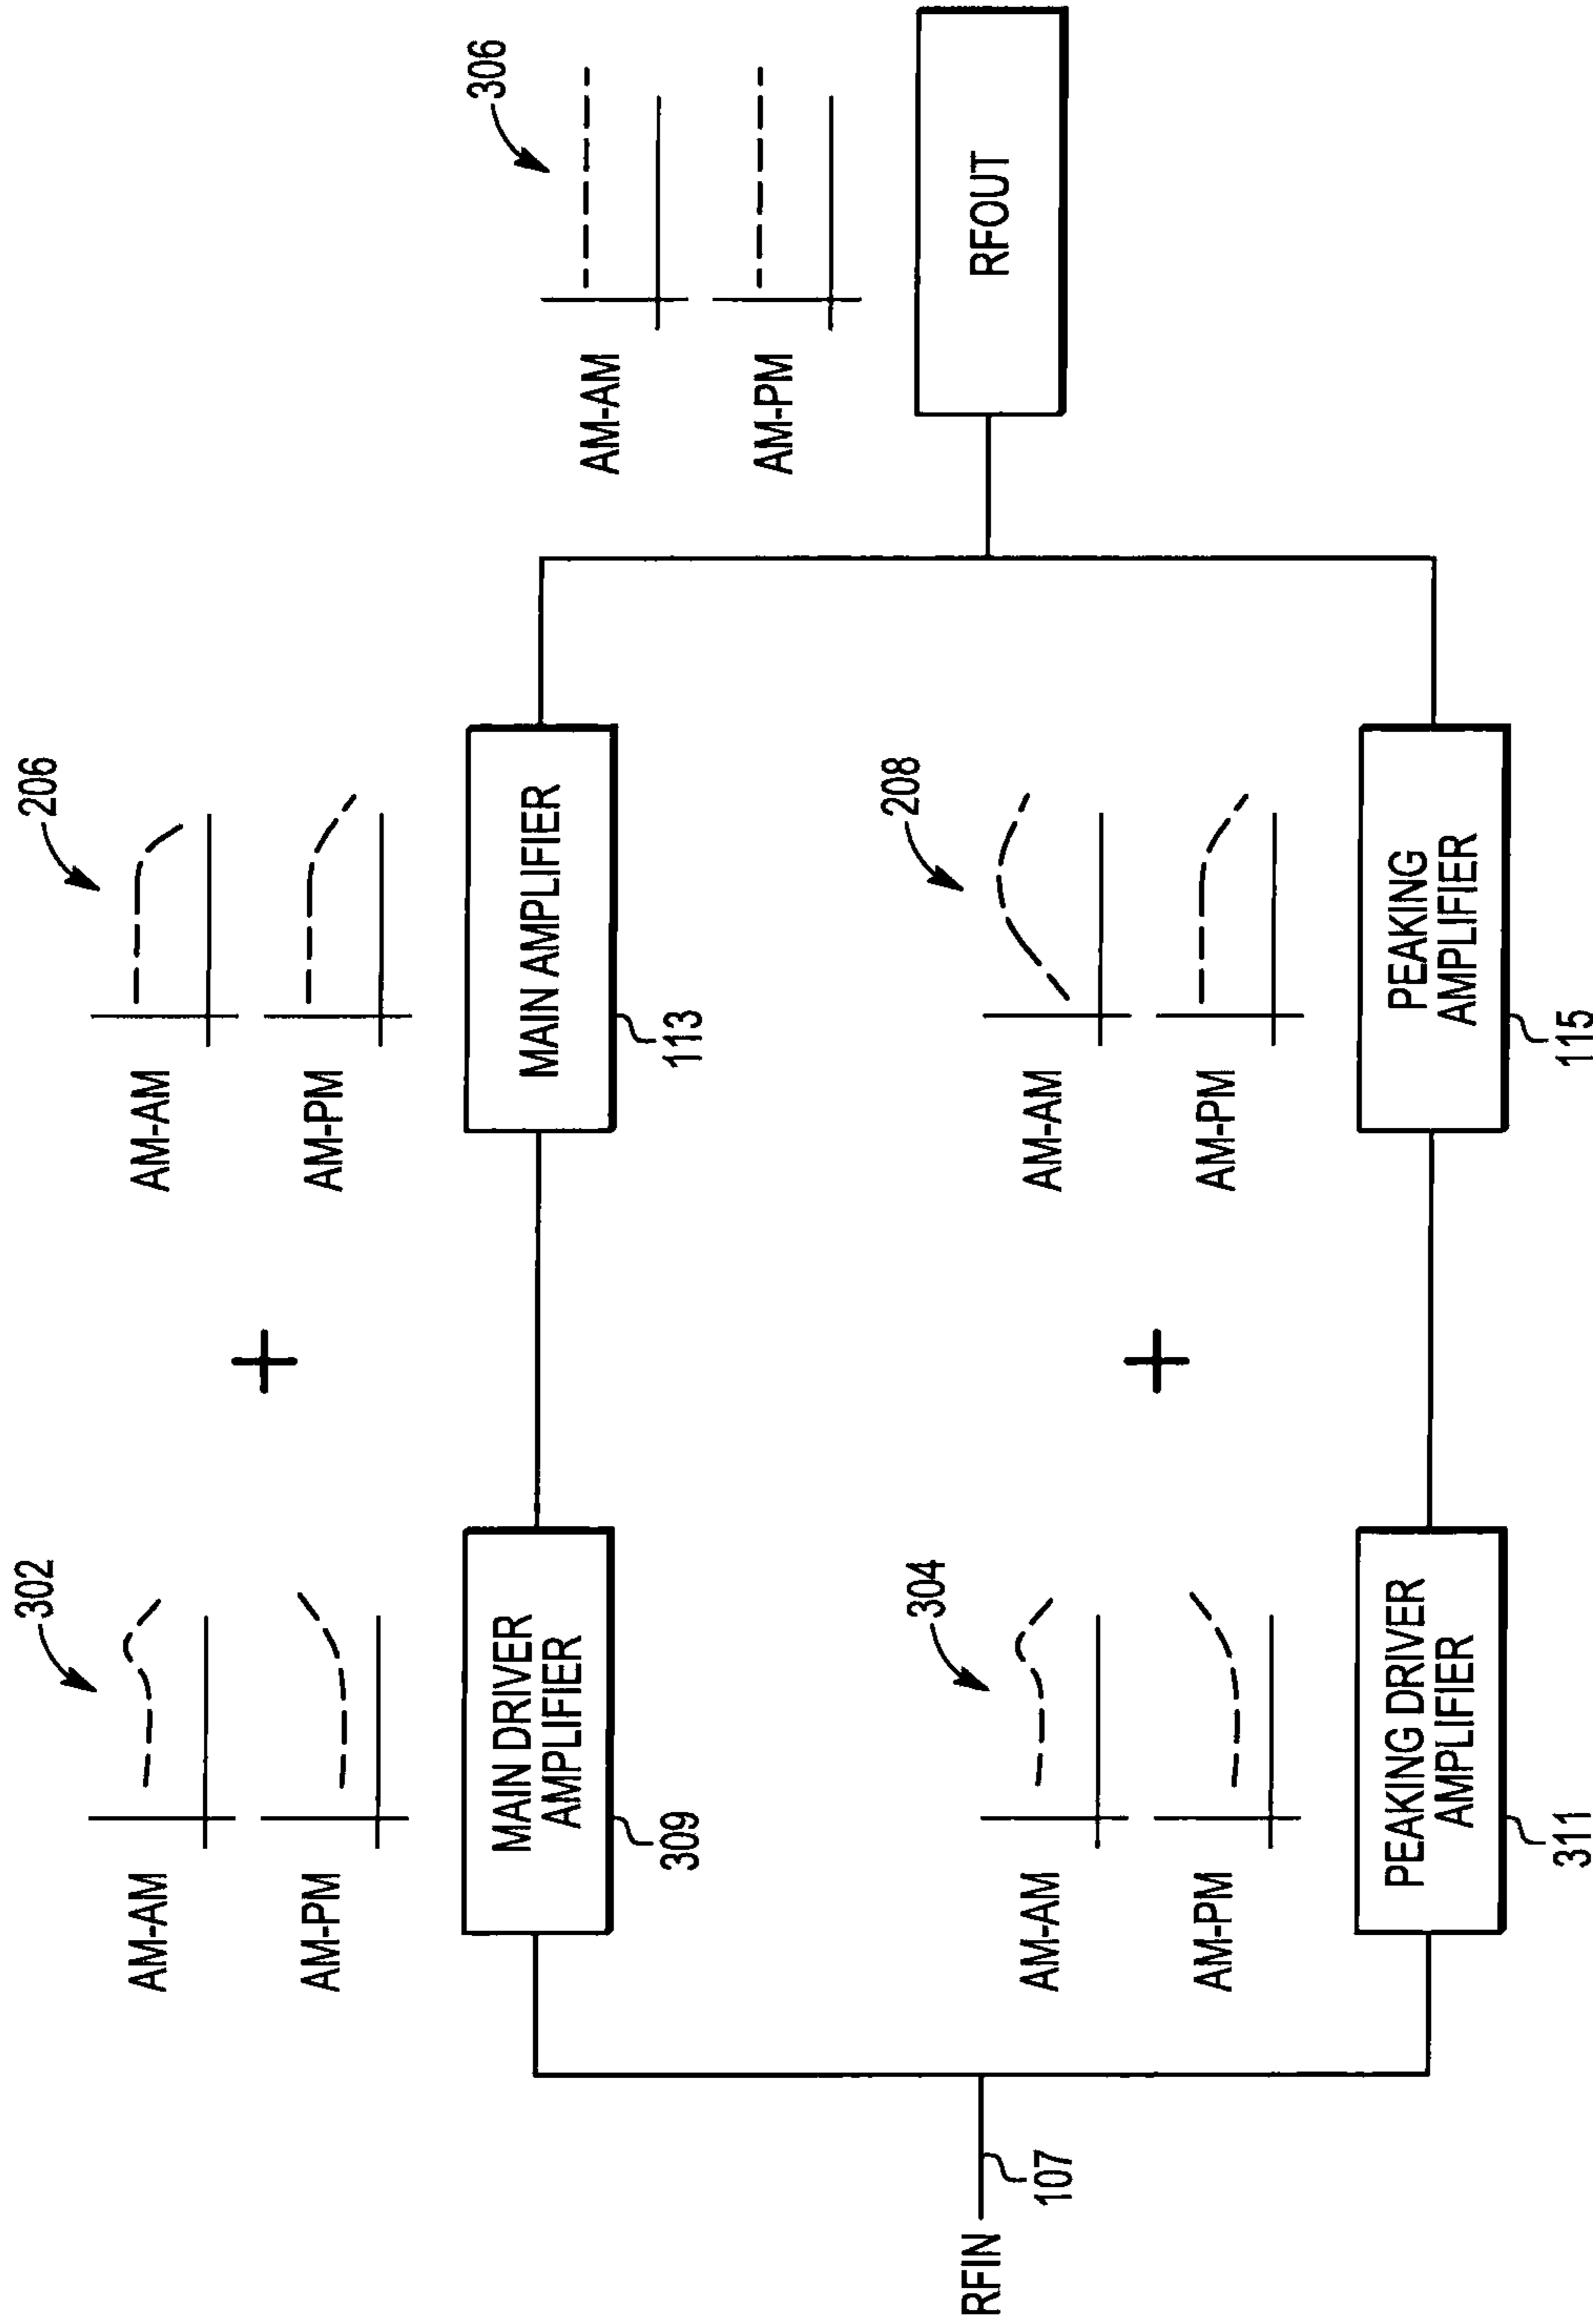 302
AM-AM
AM-PM
MAIN DRIVER
AMPLIFIER
309
+
206
AM-AM
AM-PM
MAIN AMPLIFIER
113
306
AM-AM
AM-PM
RFOUT
RFIN
107
304
AM-AM
AM-PM
PEAKING DRIVER
AMPLIFIER
311
+
208
AM-AM
AM-PM
PEAKING
AMPLIFIER
115